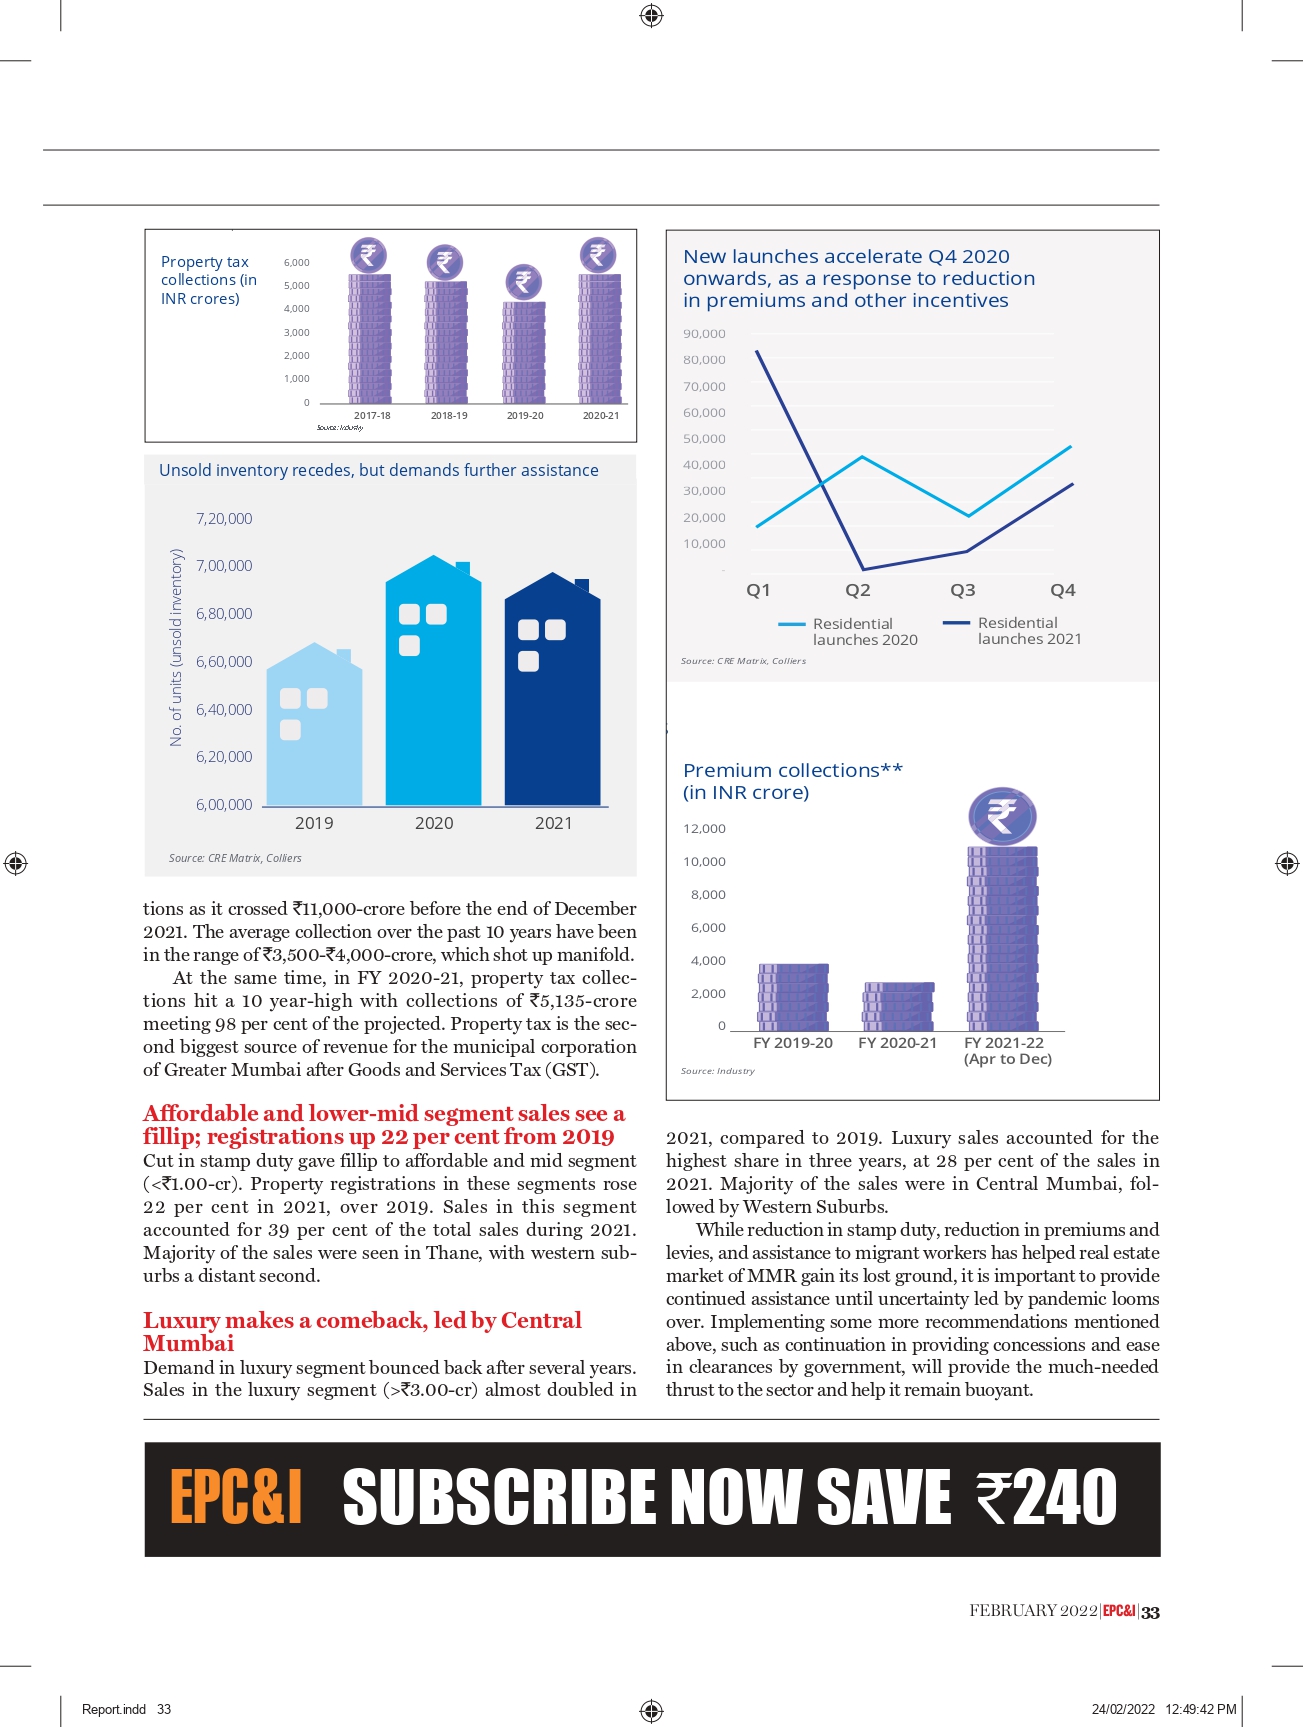 Property tax
collections (in
INR crores)
6,000
5,000
4,000
3,000
2,000
1,000
0
2017-18 2018-19 2019-20 2020-21
Source: Industry
Unsold inventory recedes, but demands further assistance
No. of units (unsold inventory)
7,20,000
7,00,000
6,80,000
6,60,000
6,40,000
6,20,000
6,00,000
2019 2020 2021
Source: CRE Matrix, Colliers
tions as it crossed ₹11,000-crore before the end of December
2021. The average collection over the past 10 years have been
in the range of ₹3,500-₹4,000-crore, which shot up manifold.
At the same time, in FY 2020-21, property tax collec-
tions hit a 10 year-high with collections of ₹5,135-crore
meeting 98 per cent of the projected. Property tax is the sec-
ond biggest source of revenue for the municipal corporation
of Greater Mumbai after Goods and Services Tax (GST).
Affordable and lower-mid segment sales see a
fillip; registrations up 22 per cent from 2019
Cut in stamp duty gave fillip to affordable and mid segment
(<₹1.00-cr). Property registrations in these segments rose
22 per cent in 2021, over 2019. Sales in this segment
accounted for 39 per cent of the total sales during 2021.
Majority of the sales were seen in Thane, with western sub-
urbs a distant second.
Luxury makes a comeback, led by Central
Mumbai
Demand in luxury segment bounced back after several years.
Sales in the luxury segment (>₹3.00-cr) almost doubled in
New launches accelerate Q4 2020
onwards, as a response to reduction
in premiums and other incentives
90,000
80,000
70,000
60,000
50,000
40,000
30,000
20,000
10,000
-
Q1 Q2 Q3 Q4
Residential
launches 2020
Residential
launches 2021
Source: CRE Matrix, Colliers
Premium collections**
(in INR crore)
12,000
10,000
8,000
6,000
4,000
2,000
0
FY 2019-20 FY 2020-21 FY 2021-22
(Apr to Dec)
Source: Industry
2021, compared to 2019. Luxury sales accounted for the
highest share in three years, at 28 per cent of the sales in
2021. Majority of the sales were in Central Mumbai, fol-
lowed by Western Suburbs.
While reduction in stamp duty, reduction in premiums and
levies, and assistance to migrant workers has helped real estate
market of MMR gain its lost ground, it is important to provide
continued assistance until uncertainty led by pandemic looms
over. Implementing some more recommendations mentioned
above, such as continuation in providing concessions and ease
in clearances by government, will provide the much-needed
thrust to the sector and help it remain buoyant.
EPC&I SUBSCRIBE NOW SAVE ₹240
FEBRUARY 2022|EPC&I|33
Report.indd 33
24/02/2022 12:49:42 PM